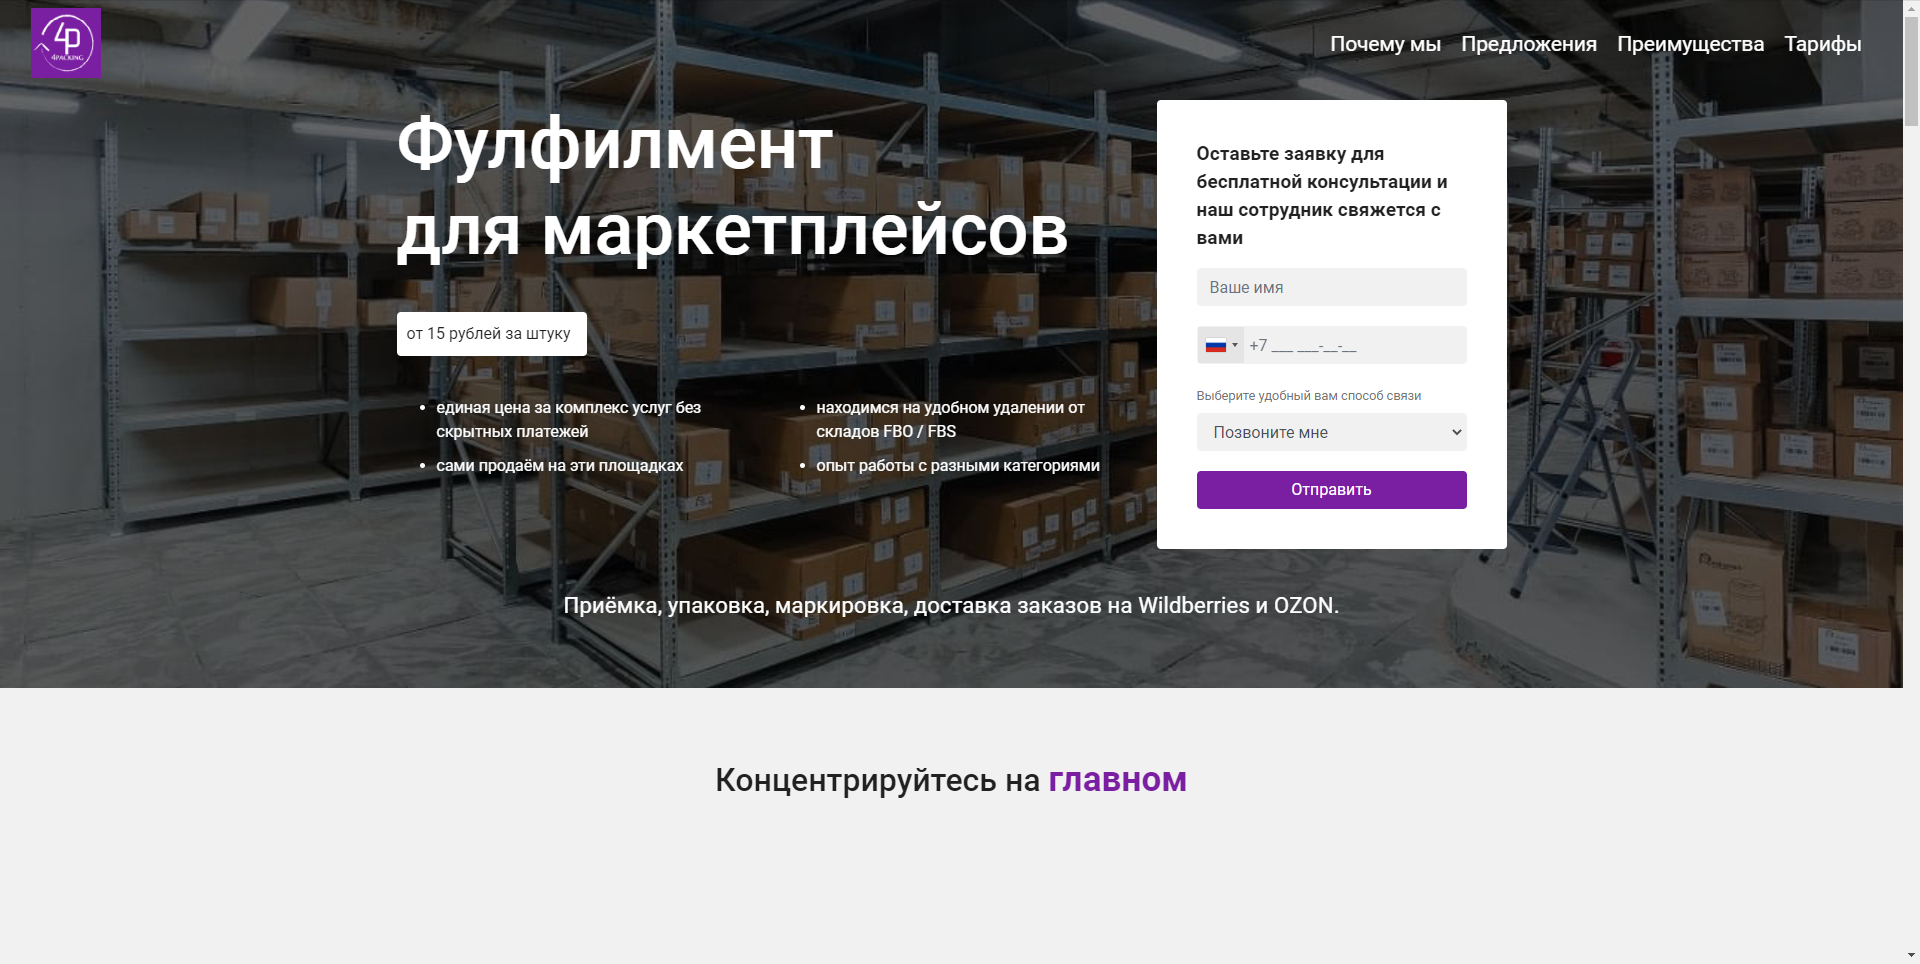 4P
4PACKING
Почему мы Предложения Преимущества Тарифы
Фулфилмент
для маркетплейсов
от 15 рублей за штуку
единая цена за комплекс услуг без
скрытных платежей
сами продаём на эти площадках
находимся на удобном удалении от
складов FBO / FBS
опыт работы с разными категориями
Оставьте заявку для
бесплатной консультации и
наш сотрудник свяжется с
вами
Ваше имя
+7 ___ ___-__-__
Выберите удобный вам способ связи
Позвоните мне
Отправить
Приёмка, упаковка, маркировка, доставка заказов на Wildberries и OZON.
Концентрируйтесь на главном